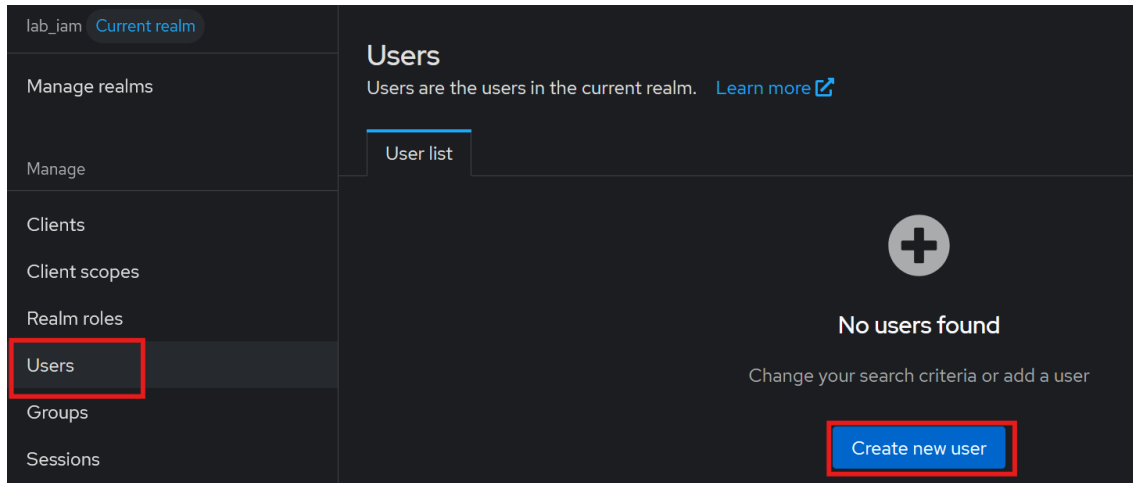 lab_iam Current realm
Manage realms
Manage
Clients
Client scopes
Realm roles
Users
Groups
Sessions
Users
Users are the users in the current realm. Learn more
User list
No users found
Change your search criteria or add a user
Create new user